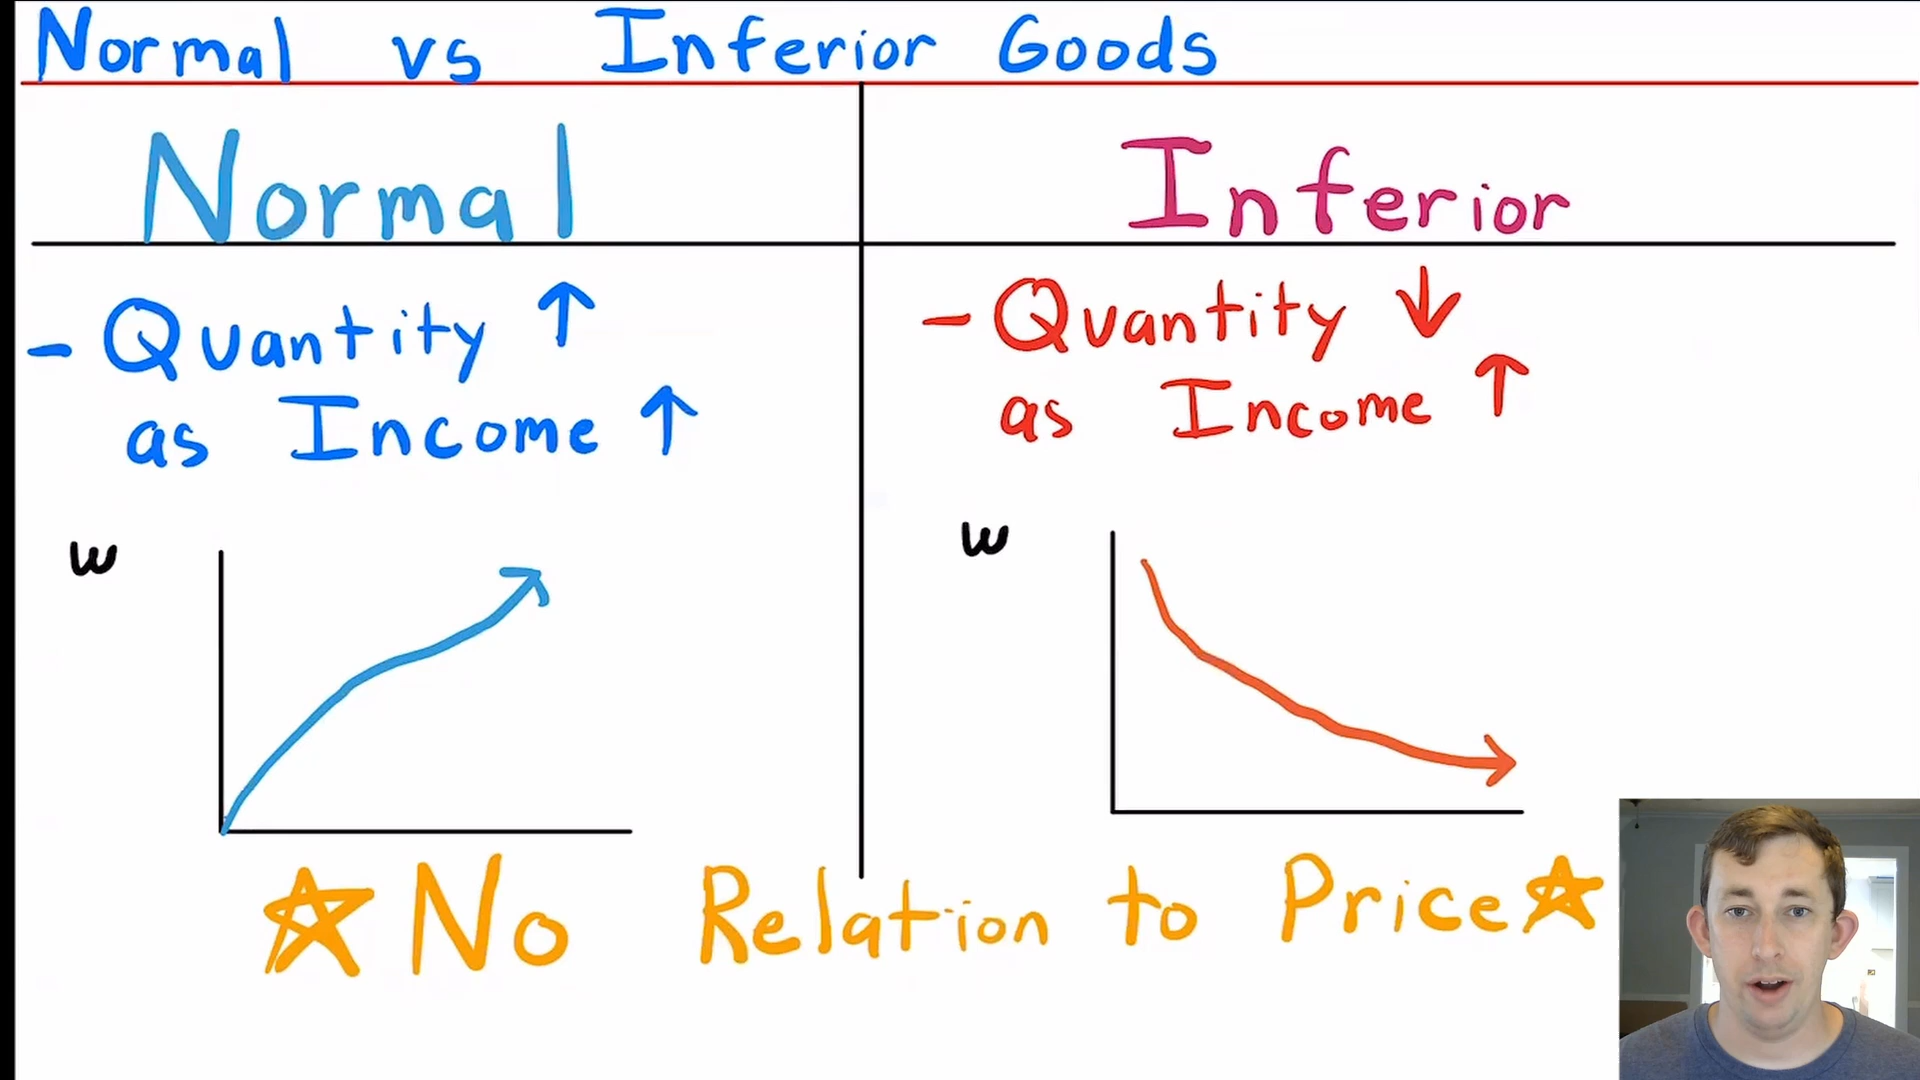 Normal vs Inferior Goods
Normal
Inferior
- Quantity ↑
as Income ↑
- Quantity ↓
as Income ↑
w
w
☆ No Relation to Price ☆